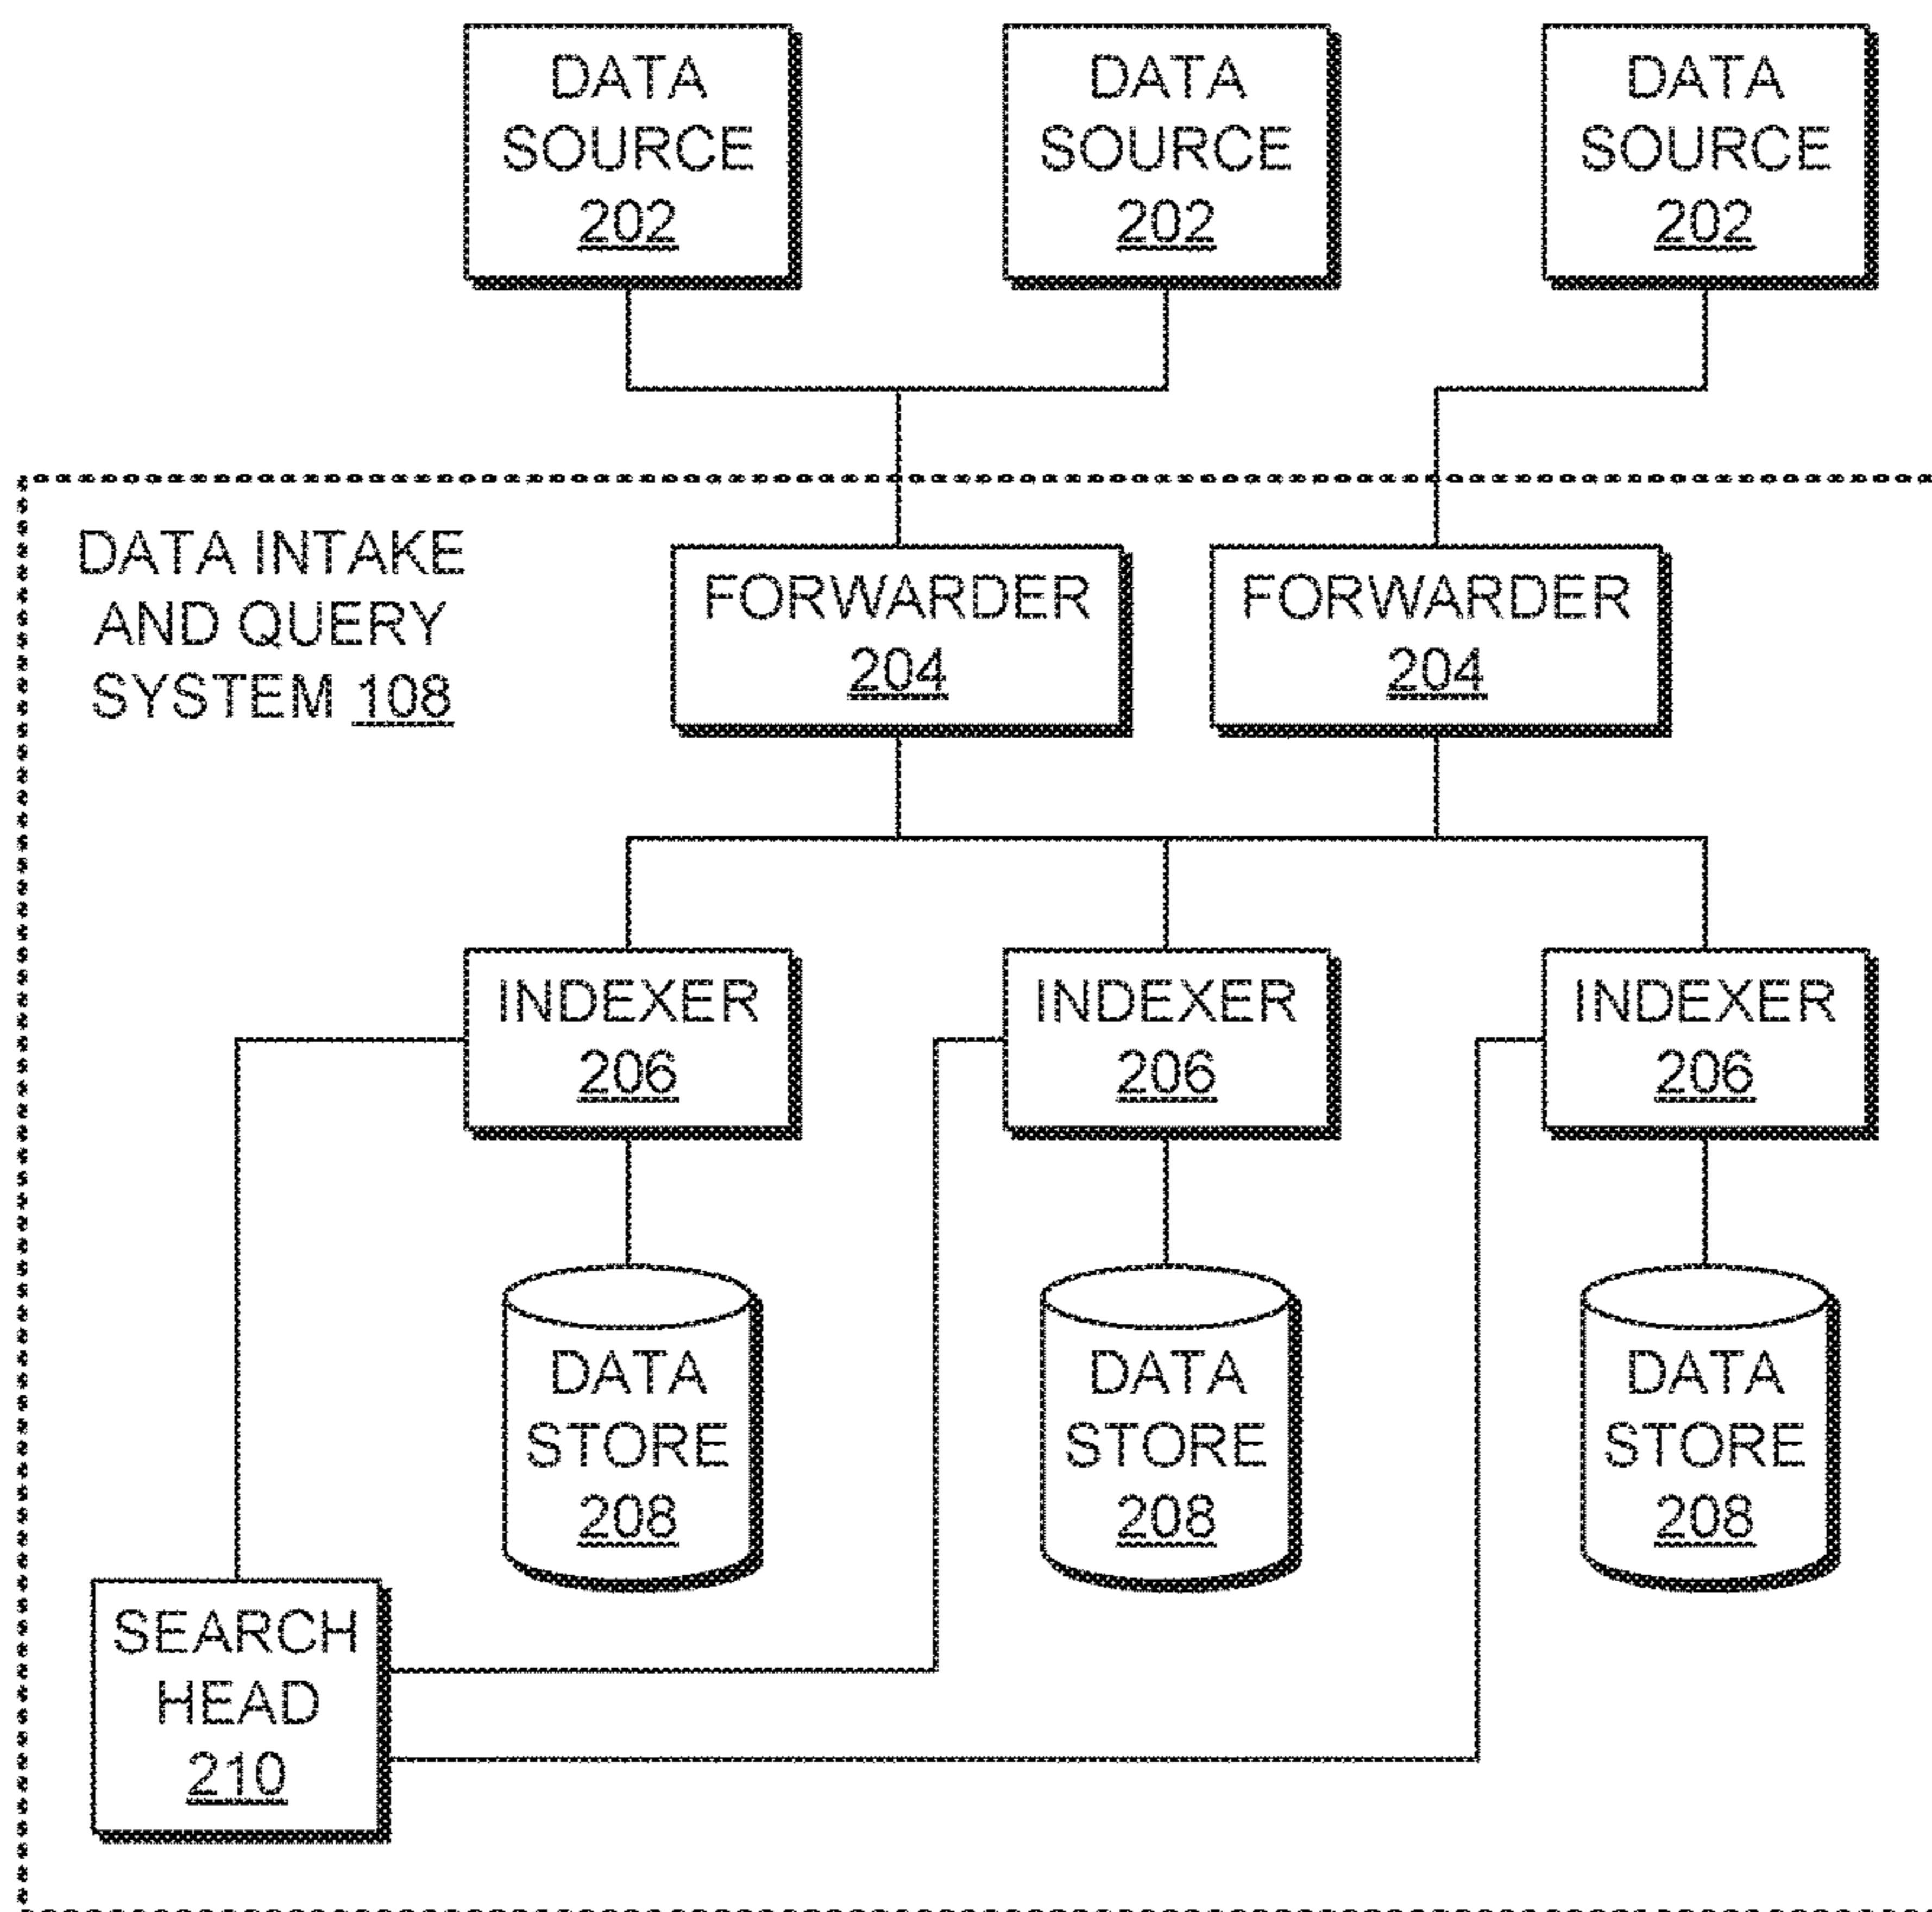 DATA
SOURCE
202
DATA
SOURCE
202
DATA
SOURCE
202
DATA INTAKE
AND QUERY
SYSTEM 108
FORWARDER
204
FORWARDER
204
INDEXER
206
INDEXER
206
INDEXER
206
DATA
STORE
208
DATA
STORE
208
DATA
STORE
208
SEARCH
HEAD
210